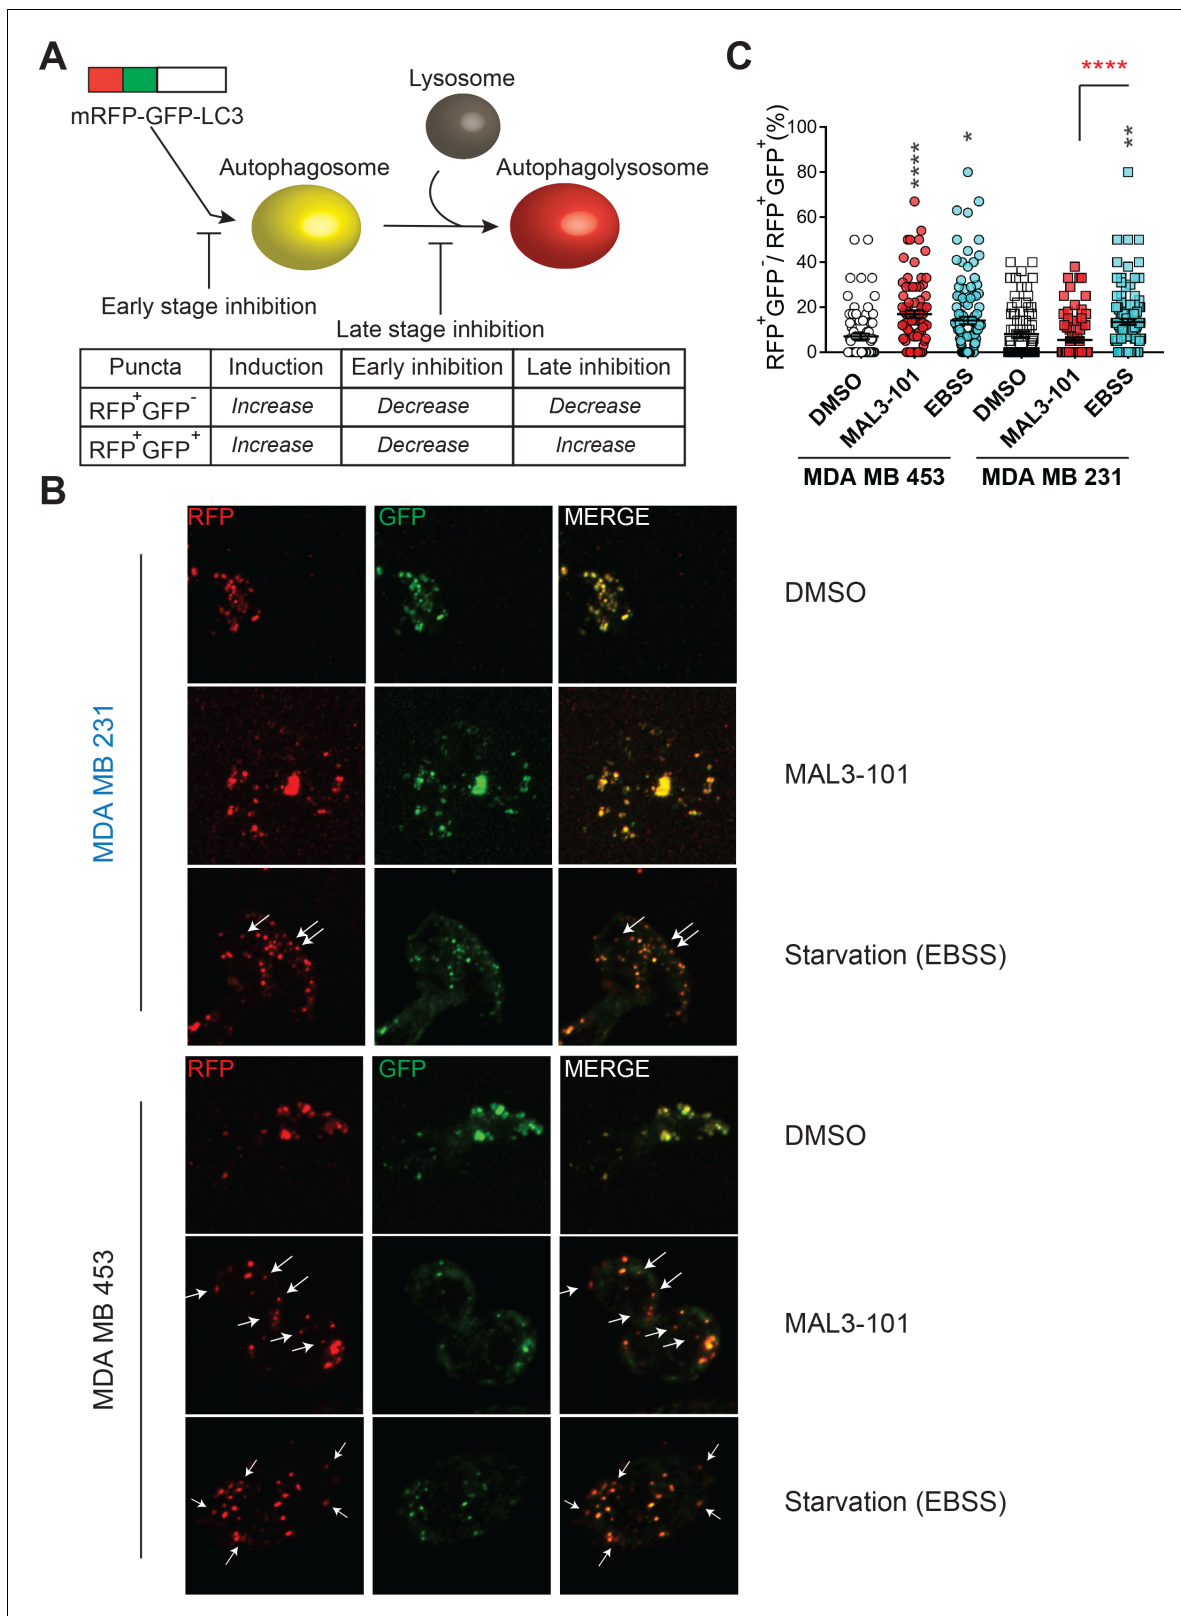 A
mRFP-GFP-LC3
Lysosome
Autophagosome
Autophagolysosome
Early stage inhibition
Late stage inhibition
Puncta Induction Early inhibition Late inhibition
RFP+GFP- Increase Decrease Decrease
RFP+GFP+ Increase Decrease Increase
C
****
RFP+GFP-/ RFP+GFP+(%)
100
80
60
40
20
0
****
*
**
DMSO
MAL3-101
EBSS
DMSO
MAL3-101
EBSS
MDA MB 453
MDA MB 231
B
RFP GFP MERGE
MDA MB 231
DMSO
MAL3-101
Starvation (EBSS)
RFP GFP MERGE
MDA MB 453
DMSO
MAL3-101
Starvation (EBSS)